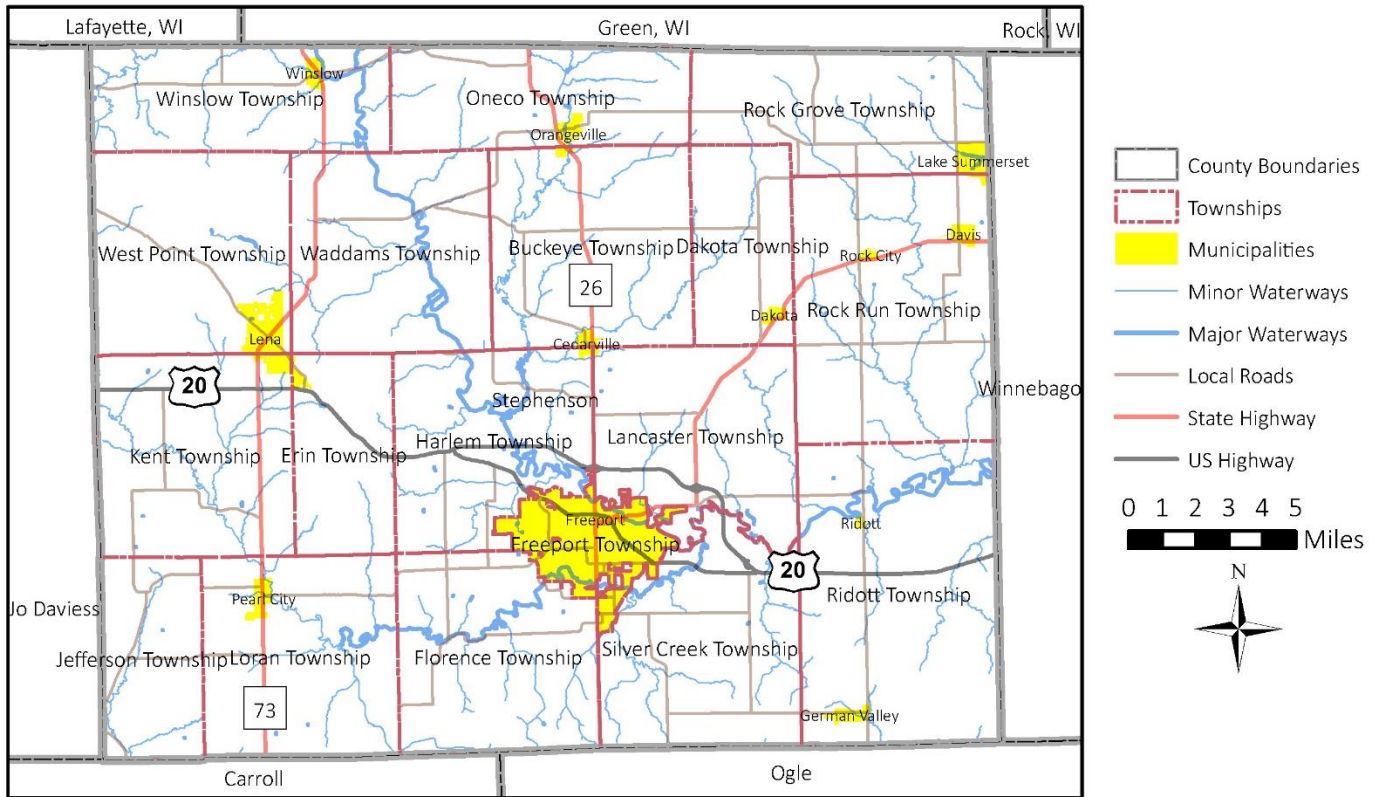 Lafayette, WI
Green, WI
Rock, WI
Winslow
Winslow Township
Oneco Township
Rock Grove Township
Orangeville
Lake Summerset
West Point Township
Waddams Township
Buckeye Township
Dakota Township
Davis
Rock City
26
Dakota
Rock Run Township
Lena
Cedarville
20
Winnebago
Stephenson
Kent Township
Erin Township
Harlem Township
Lancaster Township
Freeport
Ridott
Freeport Township
20
Ridott Township
Jo Daviess
Pearl City
Jefferson Township
Loran Township
Florence Township
Silver Creek Township
73
German Valley
Carroll
Ogle
County Boundaries
Townships
Municipalities
Minor Waterways
Major Waterways
Local Roads
State Highway
US Highway
0 1 2 3 4 5
Miles
N